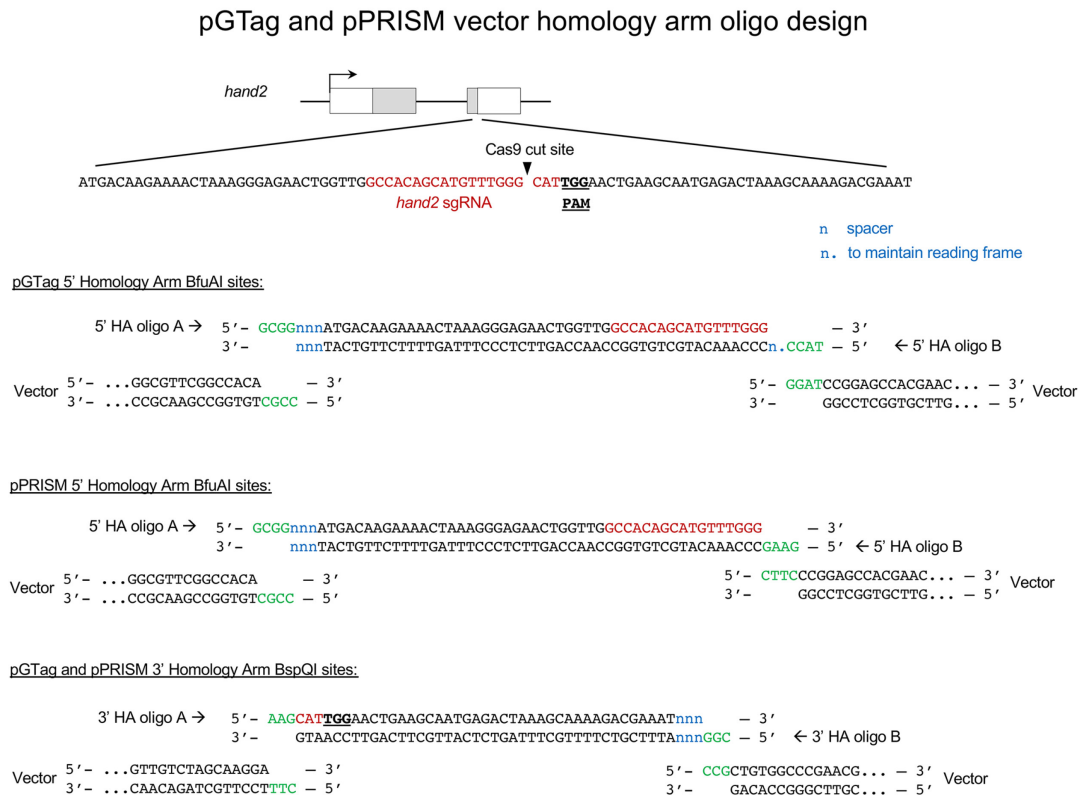 pGTag and pPRISM vector homology arm oligo design
hand2
Cas9 cut site
ATGACAAGAAAACTAAAGGGAGAACTGGTTGGCCACAGCATGTTTGGG CATTGGAACTGAAGCAATGAGACTAAAGCAAAAGACGAAAT
hand2 sgRNA PAM
n spacer
n. to maintain reading frame
pGTag 5’ Homology Arm BfuAI sites:
5’ HA oligo A → 5’– GCGGnnnATGACAAGAAAACTAAAGGGAGAACTGGTTGGCCACAGCATGTTTGGG – 3’
3’– nnnTACTGTTCTTTTGATTTCCCTCTTGACCAACCGGTGTCGTACAAACCCn.CCAT – 5’ ← 5’ HA oligo B
Vector 5’– ...GGCGTTCGGCCACA – 3’ 5’– GGATCCGGAGCCACGAAC... – 3’ Vector
3’– ...CCGCAAGCCGGTGTCGCC – 5’ 3’– GGCCTCGGTGCTTG... – 5’
pPRISM 5’ Homology Arm BfuAI sites:
5’ HA oligo A → 5’– GCGGnnnATGACAAGAAAACTAAAGGGAGAACTGGTTGGCCACAGCATGTTTGGG – 3’
3’– nnnTACTGTTCTTTTGATTTCCCTCTTGACCAACCGGTGTCGTACAAACCCGAAG – 5’ ← 5’ HA oligo B
Vector 5’– ...GGCGTTCGGCCACA – 3’ 5’– CTTCCCGGAGCCACGAAC... – 3’ Vector
3’– ...CCGCAAGCCGGTGTCGCC – 5’ 3’– GGCCTCGGTGCTTG... – 5’
pGTag and pPRISM 3’ Homology Arm BspQI sites:
3’ HA oligo A → 5’– AAGCATTGGAACTGAAGCAATGAGACTAAAGCAAAAGACGAAATnnn – 3’
3’– GTAACCTTGACTTCGTTACTCTGATTTCGTTTTCTGCTTTAnnnGGC – 5’ ← 3’ HA oligo B
Vector 5’– ...GTTGTCTAGCAAGGA – 3’ 5’– CCGCTGTGGCCCGAACG... – 3’ Vector
3’– ...CAACAGATCGTTCCTTTC – 5’ 3’– GACACCGGGCTTGC... – 5’